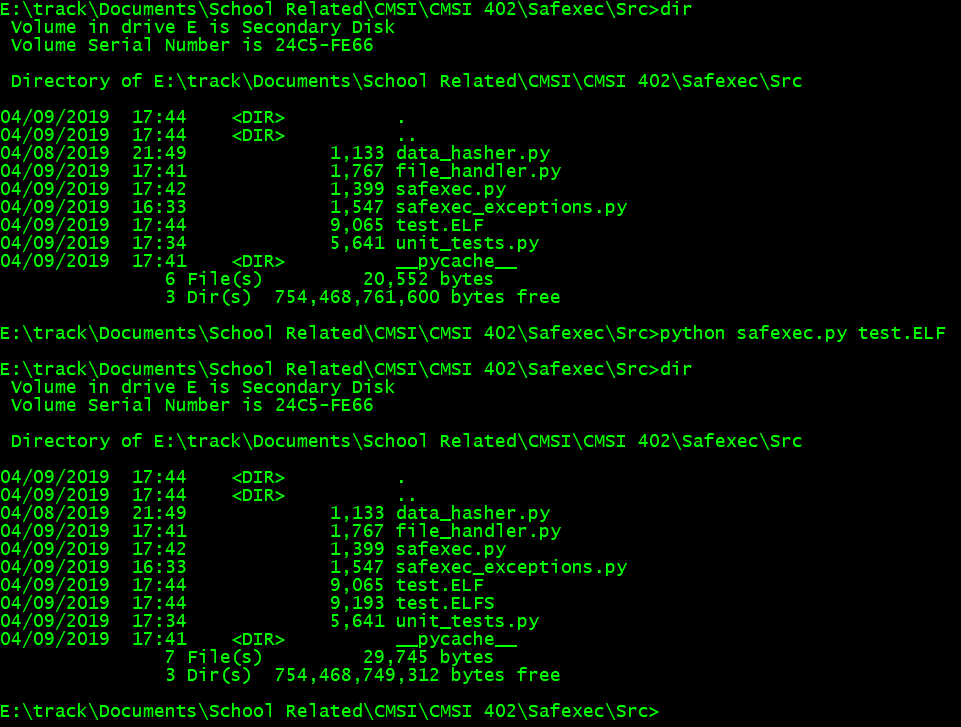 E:\track\Documents\School Related\CMSI\CMSI 402\Safexec\Src>dir
 Volume in drive E is Secondary Disk
 Volume Serial Number is 24C5-FE66

 Directory of E:\track\Documents\School Related\CMSI\CMSI 402\Safexec\Src

04/09/2019  17:44    <DIR>          .
04/09/2019  17:44    <DIR>          ..
04/08/2019  21:49             1,133 data_hasher.py
04/09/2019  17:41             1,767 file_handler.py
04/09/2019  17:42             1,399 safexec.py
04/09/2019  16:33             1,547 safexec_exceptions.py
04/09/2019  17:44             9,065 test.ELF
04/09/2019  17:34             5,641 unit_tests.py
04/09/2019  17:41    <DIR>          __pycache__
               6 File(s)         20,552 bytes
               3 Dir(s)  754,468,761,600 bytes free

E:\track\Documents\School Related\CMSI\CMSI 402\Safexec\Src>python safexec.py test.ELF

E:\track\Documents\School Related\CMSI\CMSI 402\Safexec\Src>dir
 Volume in drive E is Secondary Disk
 Volume Serial Number is 24C5-FE66

 Directory of E:\track\Documents\School Related\CMSI\CMSI 402\Safexec\Src

04/09/2019  17:44    <DIR>          .
04/09/2019  17:44    <DIR>          ..
04/08/2019  21:49             1,133 data_hasher.py
04/09/2019  17:41             1,767 file_handler.py
04/09/2019  17:42             1,399 safexec.py
04/09/2019  16:33             1,547 safexec_exceptions.py
04/09/2019  17:44             9,065 test.ELF
04/09/2019  17:44             9,193 test.ELFS
04/09/2019  17:34             5,641 unit_tests.py
04/09/2019  17:41    <DIR>          __pycache__
               7 File(s)         29,745 bytes
               3 Dir(s)  754,468,749,312 bytes free

E:\track\Documents\School Related\CMSI\CMSI 402\Safexec\Src>